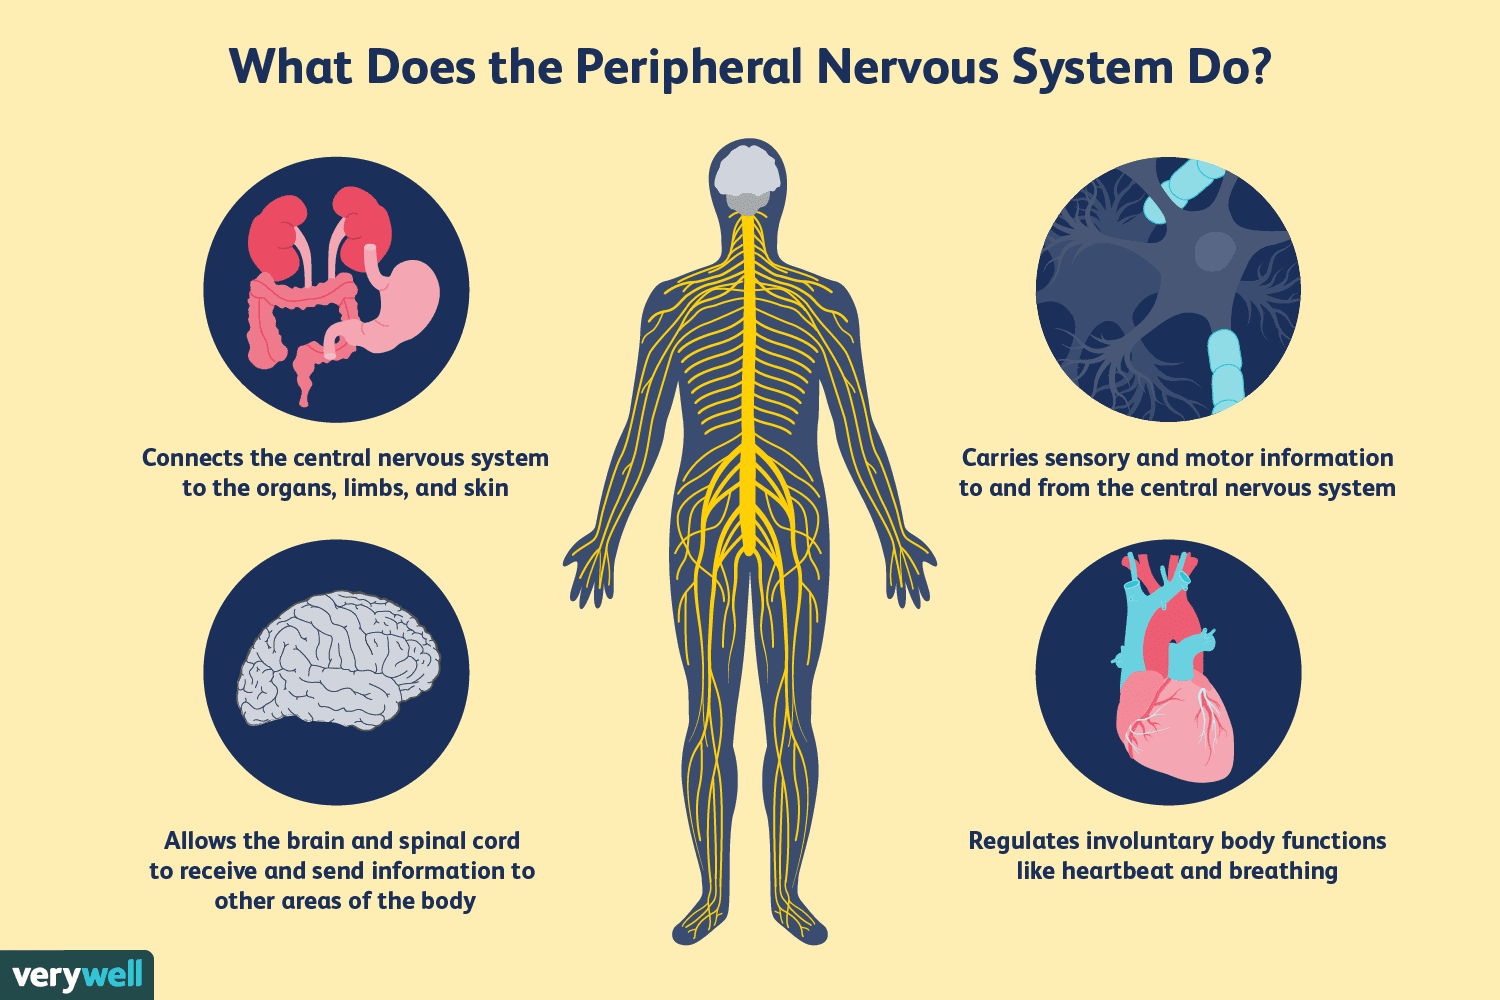 What Does the Peripheral Nervous System Do?
Connects the central nervous system
to the organs, limbs, and skin
Carries sensory and motor information
to and from the central nervous system
Allows the brain and spinal cord
to receive and send information to
other areas of the body
Regulates involuntary body functions
like heartbeat and breathing
verywell